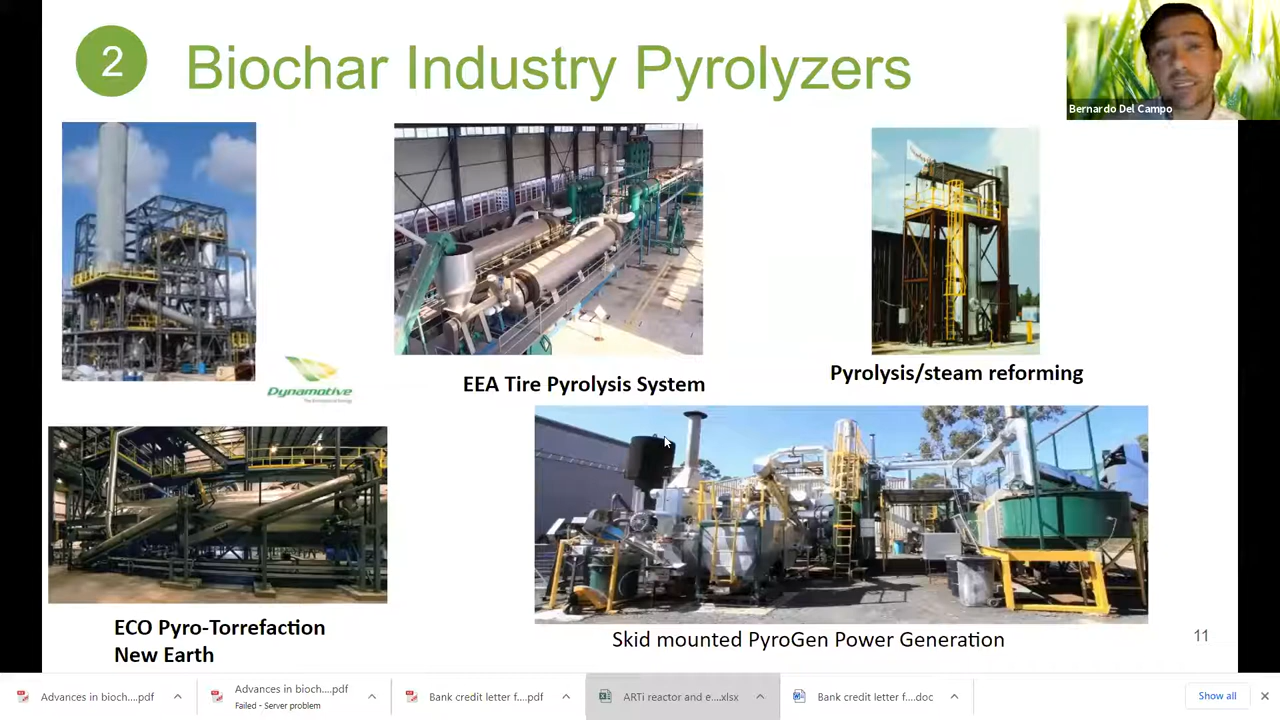 2
Biochar Industry Pyrolyzers
Bernardo Del Campo
Dynamotive
EEA Tire Pyrolysis System
Pyrolysis/steam reforming
ECO Pyro-Torrefaction
New Earth
Skid mounted PyroGen Power Generation
11
Advances in bioch....pdf
Advances in bioch....pdf
Failed - Server problem
Bank credit letter f....pdf
ARTi reactor and e....xlsx
Bank credit letter f....doc
Show all